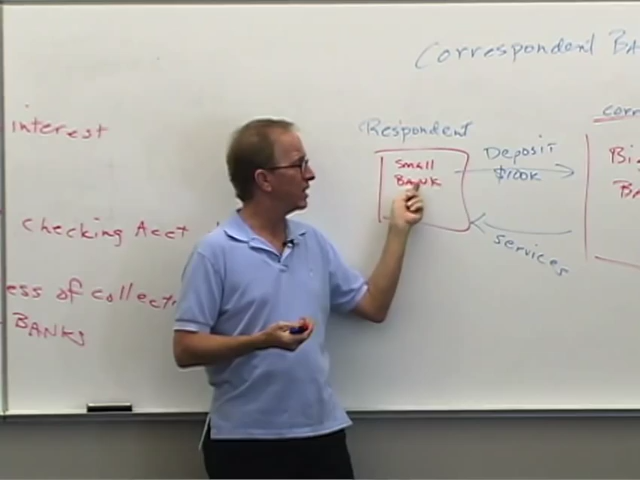 Correspondent BA
interest
Respondent
corr
Small
BANK
Deposit
$100K
Bi
BA
checking Acct
services
ess of collect
BANKS